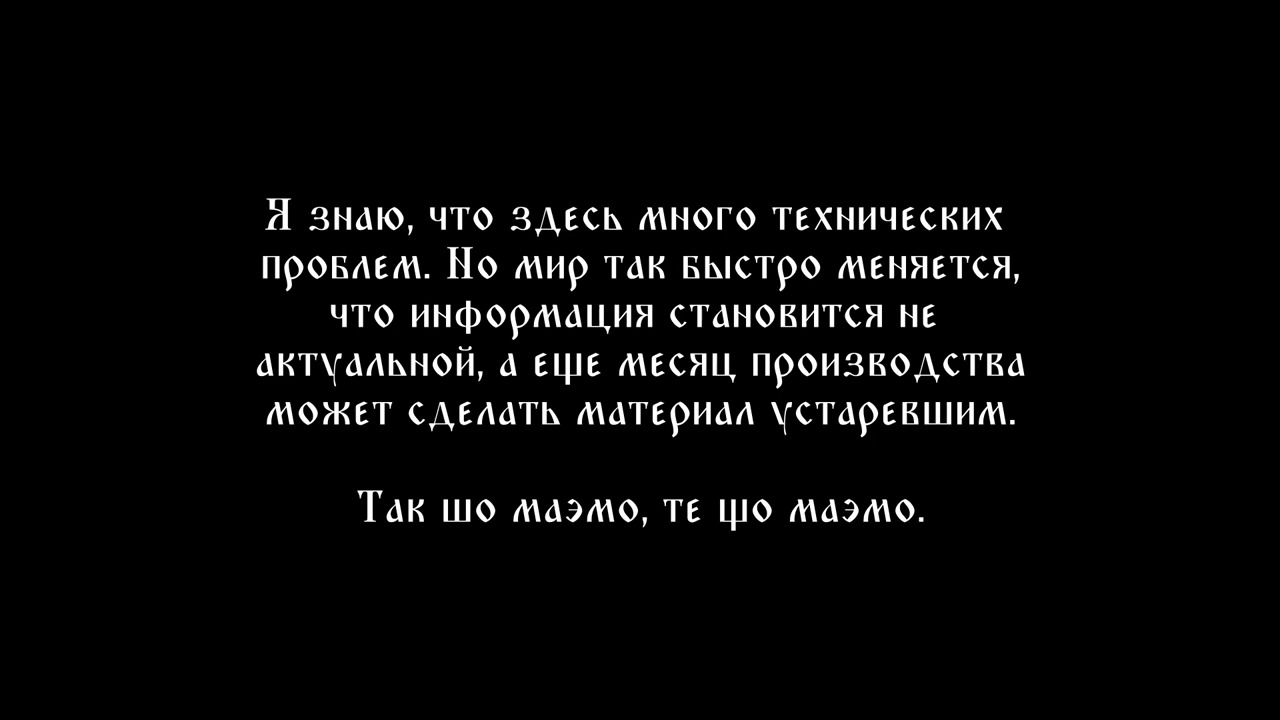 Я знаю, что здесь много технических
проблем. Но мир так быстро меняется,
что информация становится не
актуальной, а еще месяц производства
может сделать материал устаревшим.
Так шо маэмо, те що маэмо.